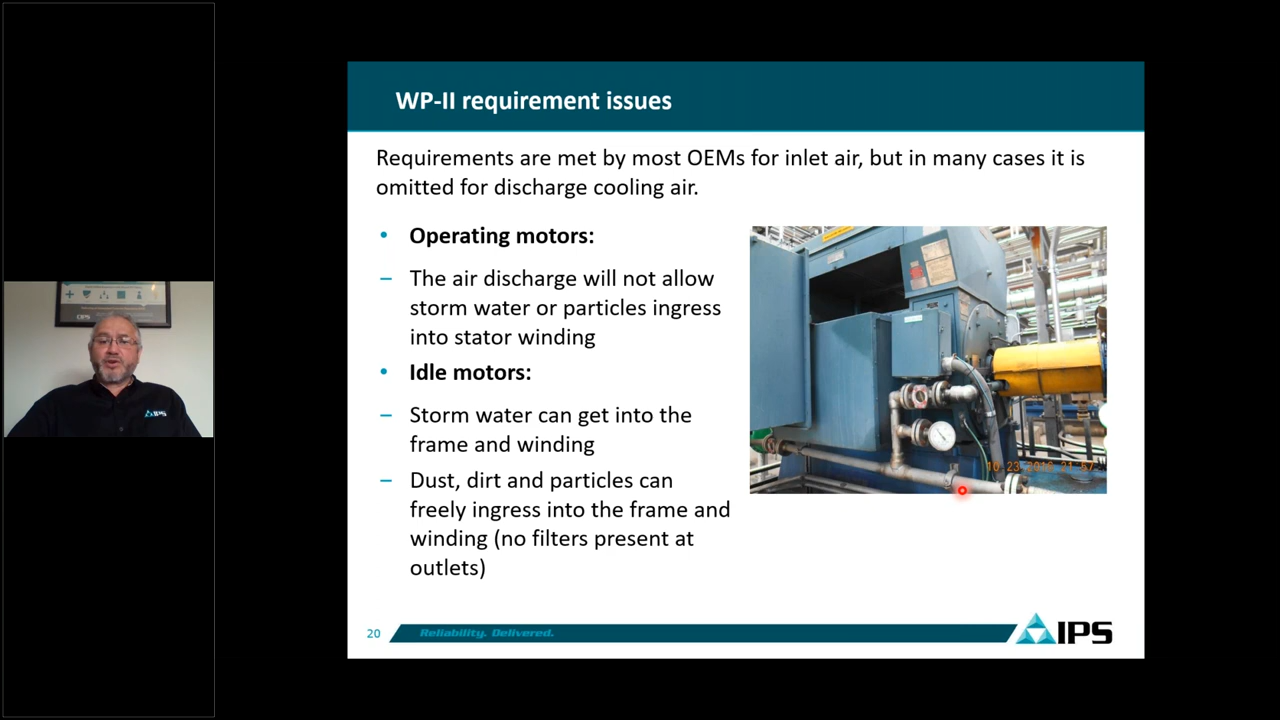 WP-II requirement issues
Requirements are met by most OEMs for inlet air, but in many cases it is
omitted for discharge cooling air.
• Operating motors:
– The air discharge will not allow
storm water or particles ingress
into stator winding
• Idle motors:
– Storm water can get into the
frame and winding
– Dust, dirt and particles can
freely ingress into the frame and
winding (no filters present at
outlets)
20
Reliability. Delivered.
IPS
IPS